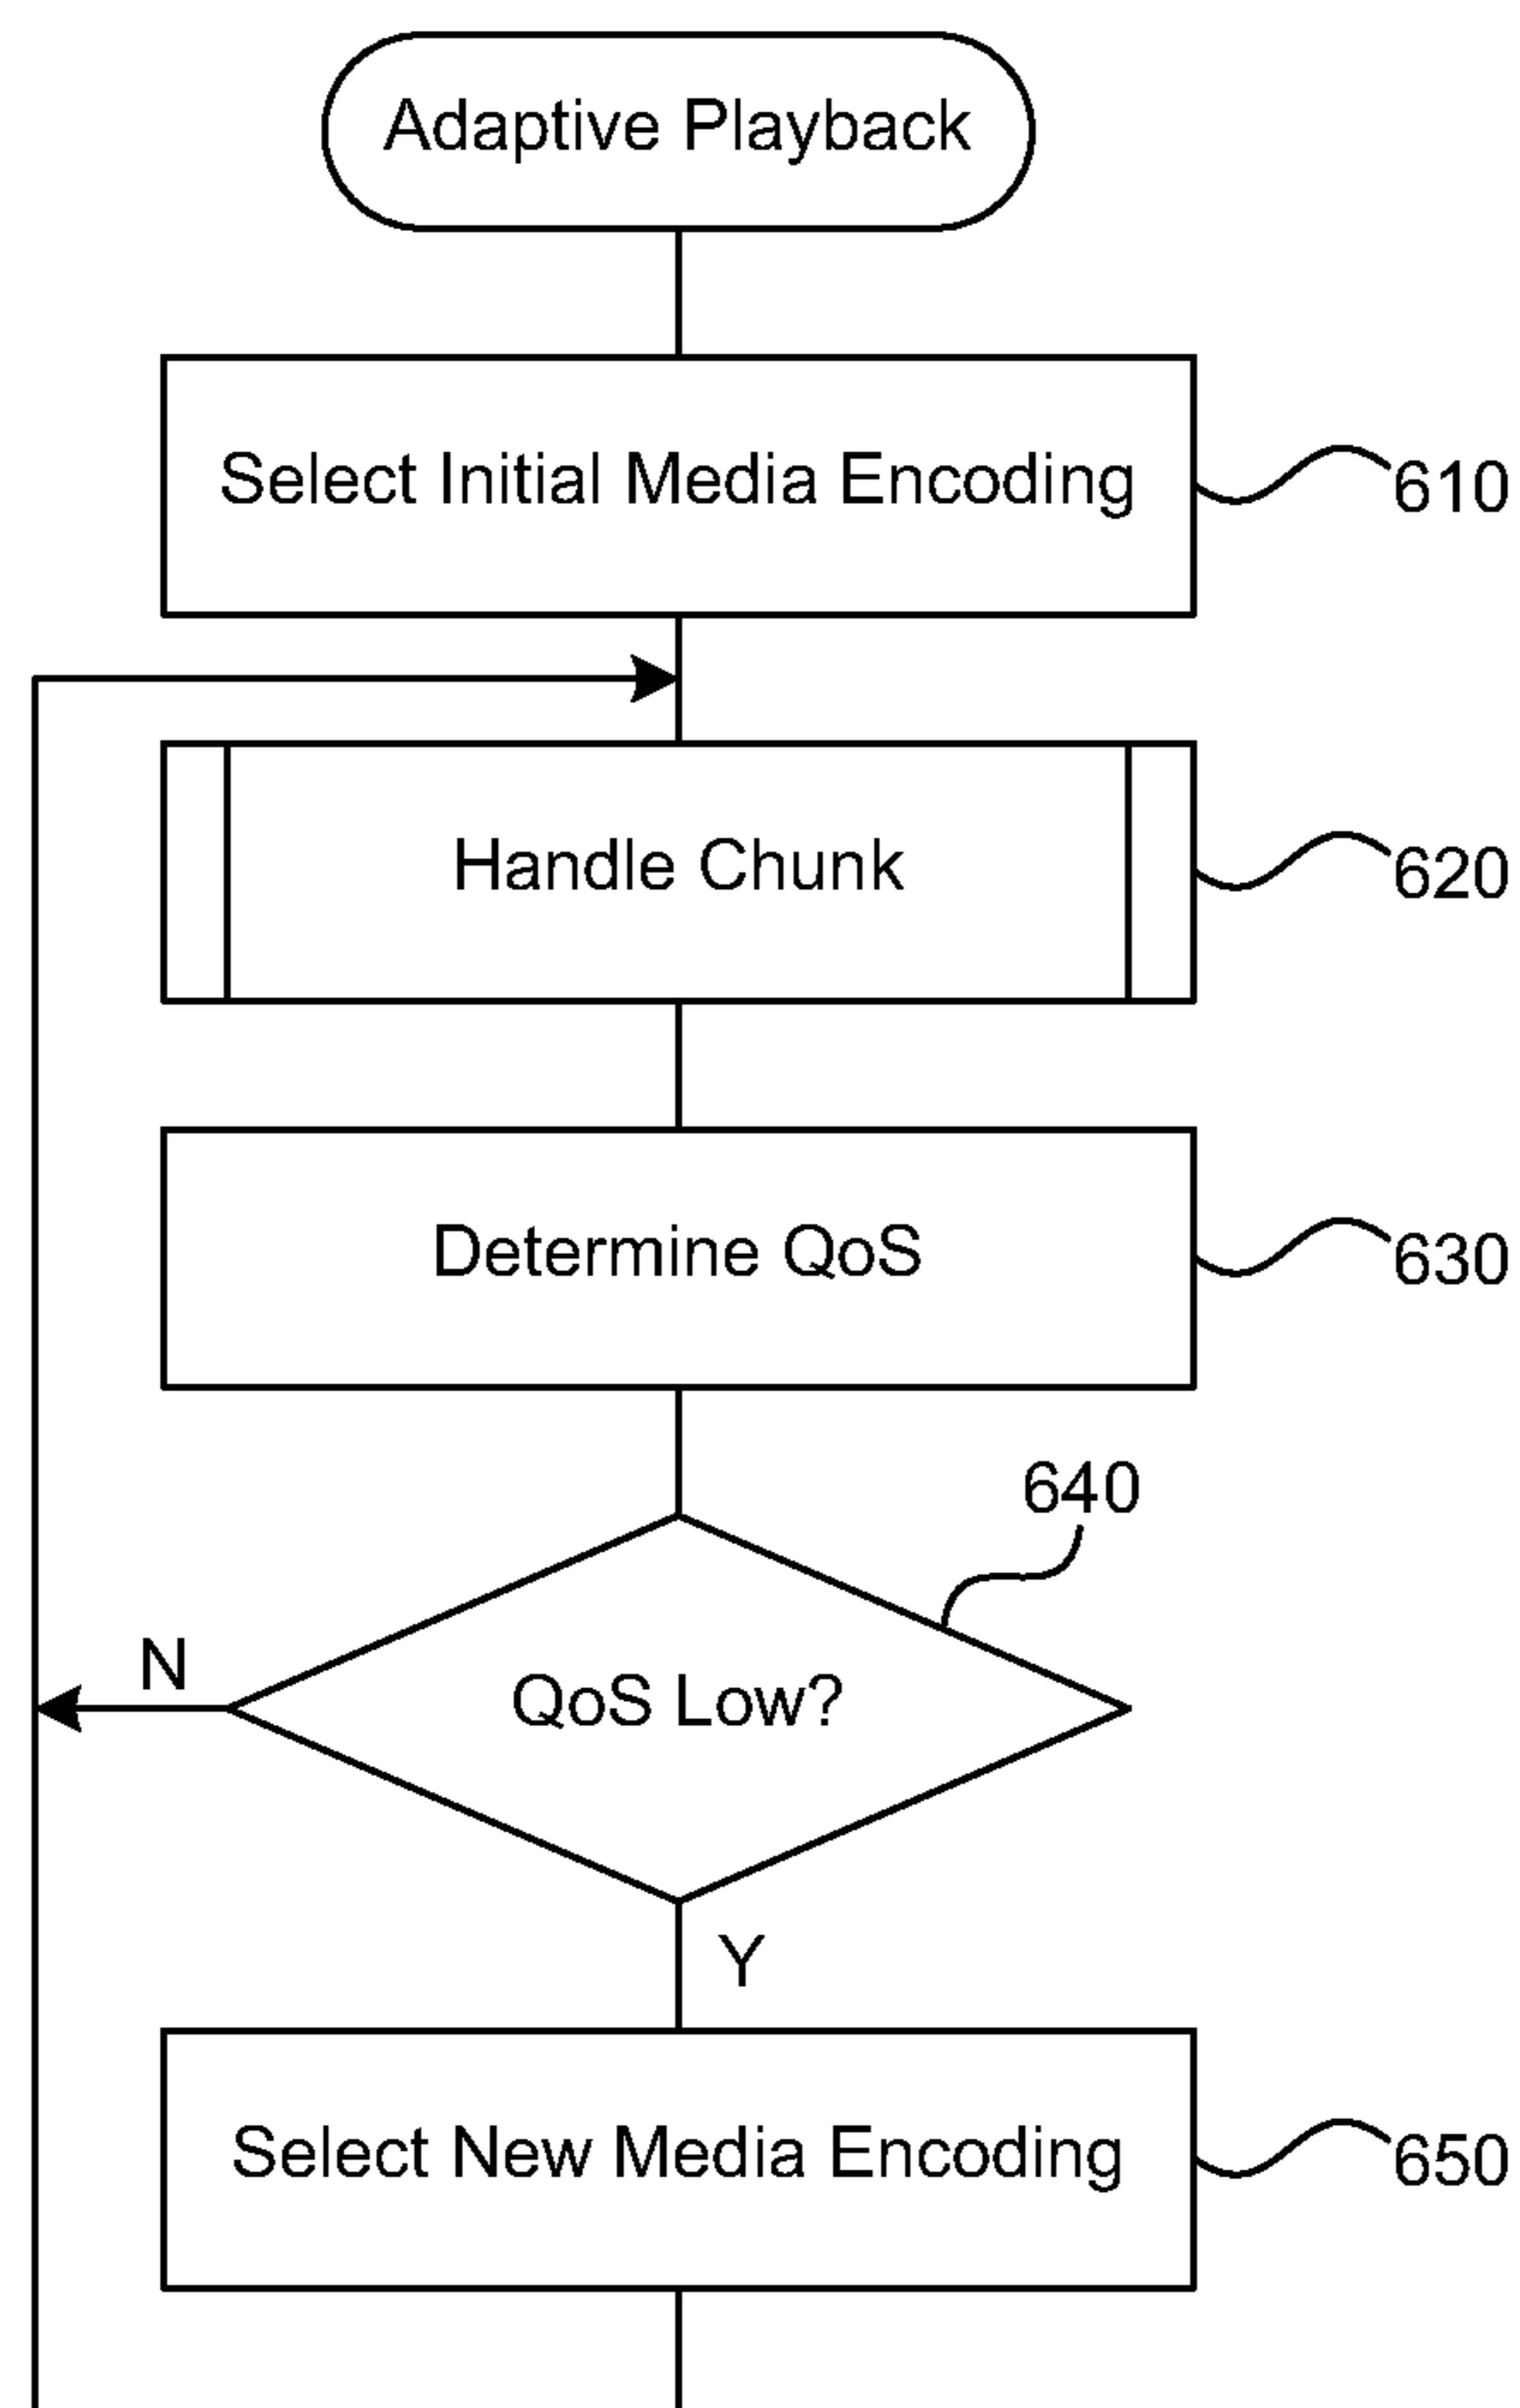 Adaptive Playback
Select Initial Media Encoding
610
Handle Chunk
620
Determine QoS
630
640
QoS Low?
N
Y
Select New Media Encoding
650